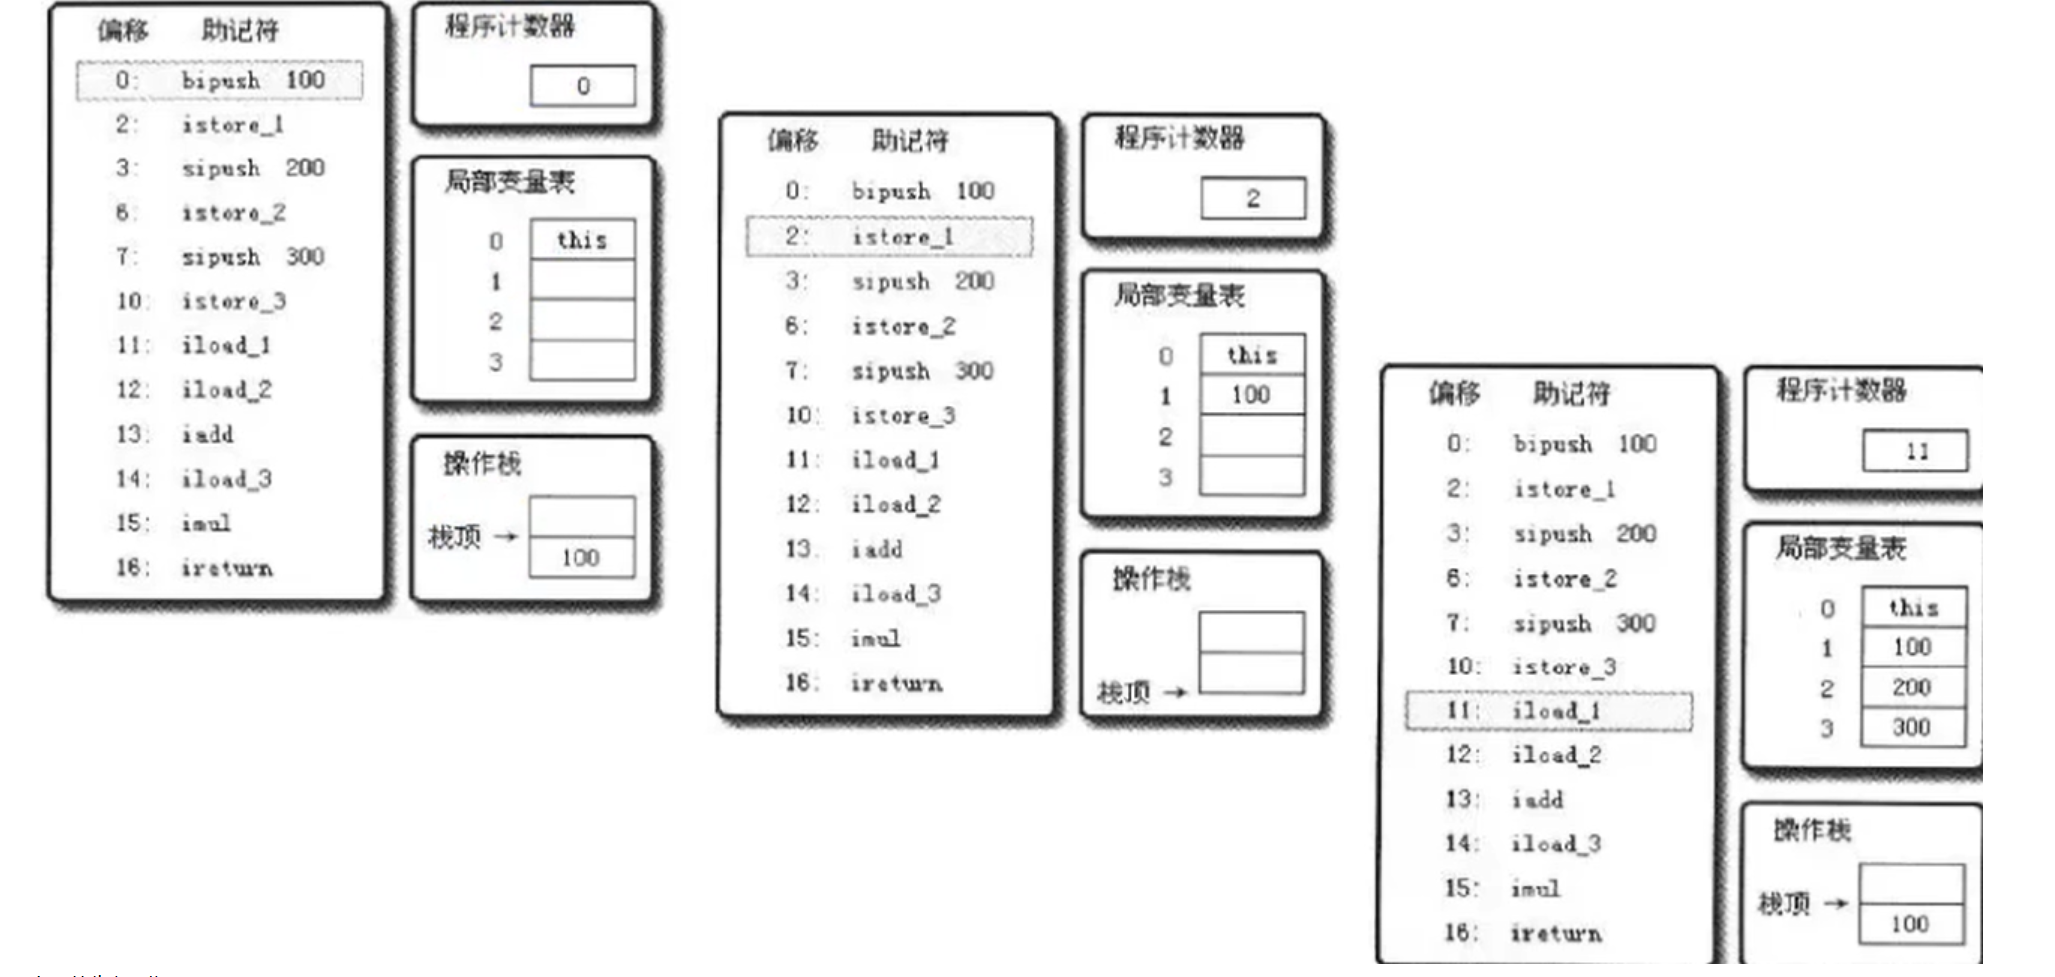 偏移 助记符
0: bipush 100
2: istore_1
3: sipush 200
6: istore_2
7: sipush 300
10: istore_3
11: iload_1
12: iload_2
13: iadd
14: iload_3
15: imul
16: ireturn
程序计数器
0
局部变量表
0 this
1
2
3
操作栈
栈顶 →
100
偏移 助记符
0: bipush 100
2: istore_1
3: sipush 200
6: istore_2
7: sipush 300
10: istore_3
11: iload_1
12: iload_2
13: iadd
14: iload_3
15: imul
16: ireturn
程序计数器
2
局部变量表
0 this
1 100
2
3
操作栈
栈顶 →
偏移 助记符
0: bipush 100
2: istore_1
3: sipush 200
6: istore_2
7: sipush 300
10: istore_3
11: iload_1
12: iload_2
13: iadd
14: iload_3
15: imul
16: ireturn
程序计数器
11
局部变量表
0 this
1 100
2 200
3 300
操作栈
栈顶 →
100